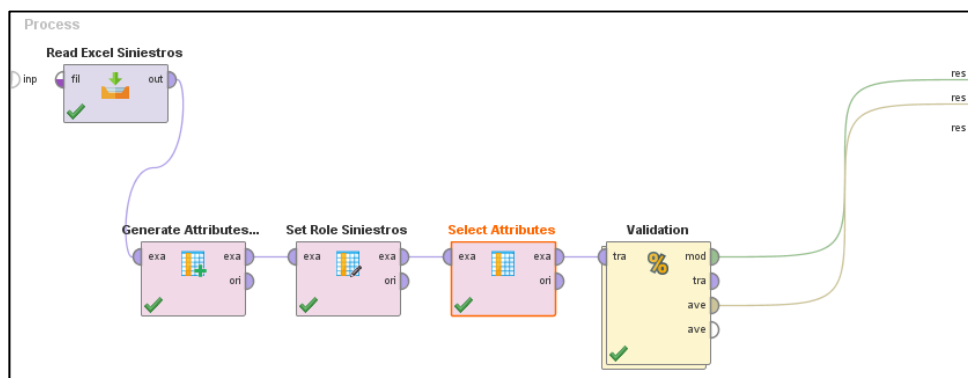 Process
Read Excel Siniestros
inp
fil
out
res
res
res
Generate Attributes...
Set Role Siniestros
Select Attributes
Validation
exa
exa
ori
exa
exa
ori
exa
exa
ori
tra
mod
tra
ave
ave